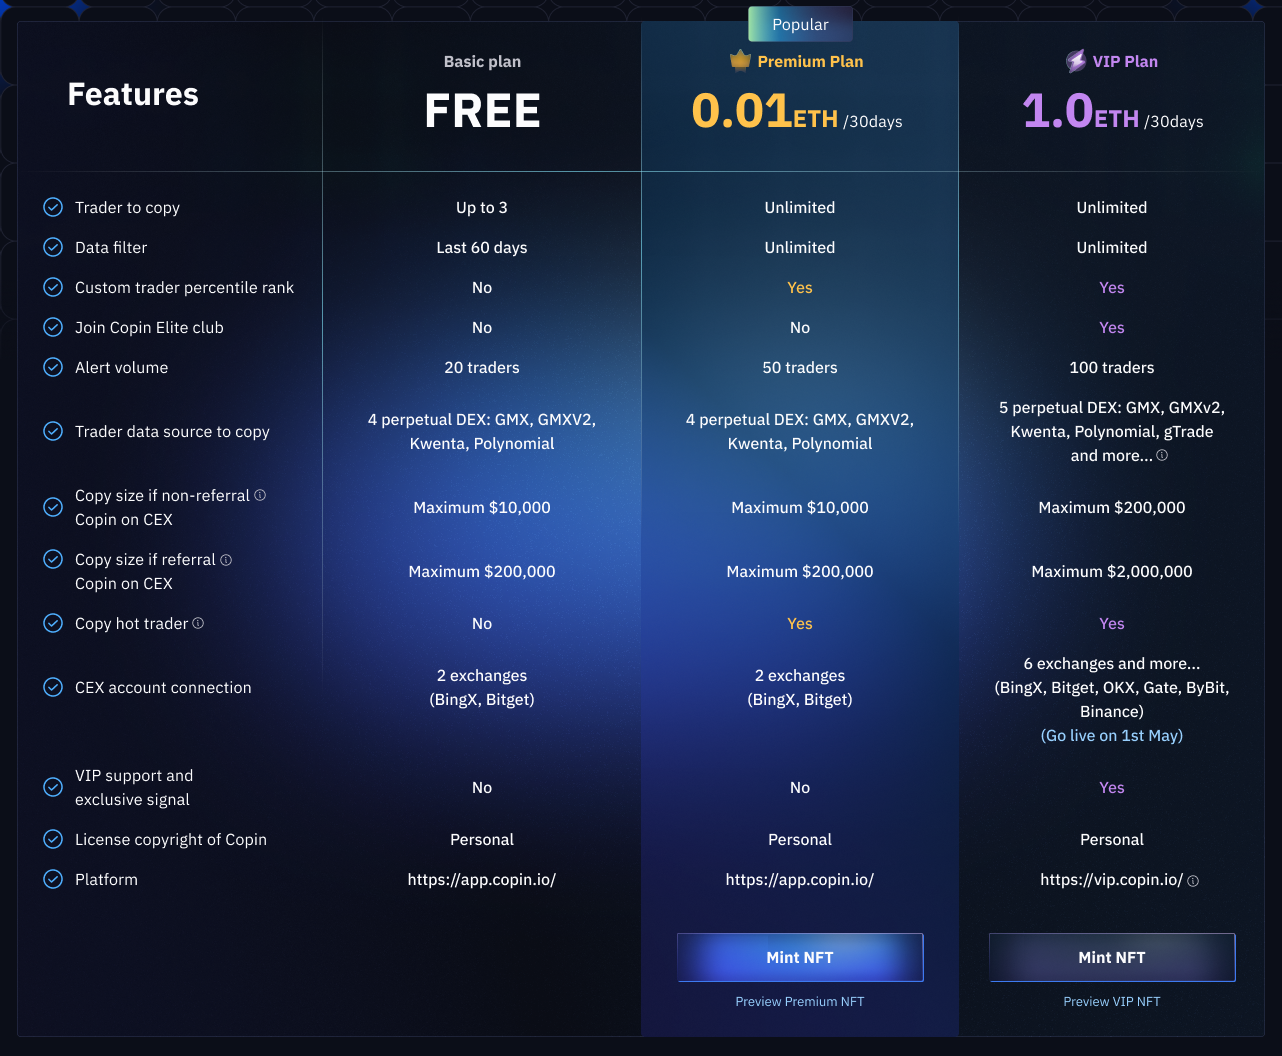 Popular
Features
Basic plan
FREE
Premium Plan
0.01ETH /30days
VIP Plan
1.0ETH /30days
Trader to copy
Up to 3
Unlimited
Unlimited
Data filter
Last 60 days
Unlimited
Unlimited
Custom trader percentile rank
No
Yes
Yes
Join Copin Elite club
No
No
Yes
Alert volume
20 traders
50 traders
100 traders
Trader data source to copy
4 perpetual DEX: GMX, GMXV2,
Kwenta, Polynomial
4 perpetual DEX: GMX, GMXV2,
Kwenta, Polynomial
5 perpetual DEX: GMX, GMXv2,
Kwenta, Polynomial, gTrade
and more...
Copy size if non-referral
Copin on CEX
Maximum $10,000
Maximum $10,000
Maximum $200,000
Copy size if referral
Copin on CEX
Maximum $200,000
Maximum $200,000
Maximum $2,000,000
Copy hot trader
No
Yes
Yes
CEX account connection
2 exchanges
(BingX, Bitget)
2 exchanges
(BingX, Bitget)
6 exchanges and more...
(BingX, Bitget, OKX, Gate, ByBit,
Binance)
(Go live on 1st May)
VIP support and
exclusive signal
No
No
Yes
License copyright of Copin
Personal
Personal
Personal
Platform
https://app.copin.io/
https://app.copin.io/
https://vip.copin.io/
Mint NFT
Preview Premium NFT
Mint NFT
Preview VIP NFT